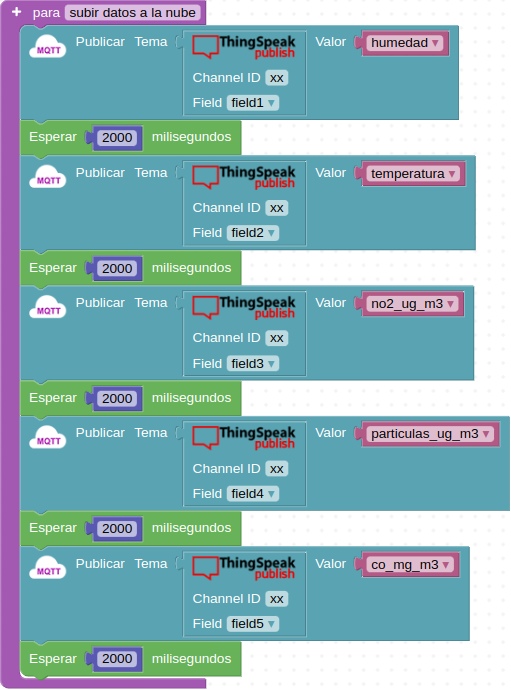 + para subir datos a la nube
MQTT Publicar Tema ThingSpeak publish Valor humedad
Channel ID xx
Field field1
Esperar 2000 milisegundos
MQTT Publicar Tema ThingSpeak publish Valor temperatura
Channel ID xx
Field field2
Esperar 2000 milisegundos
MQTT Publicar Tema ThingSpeak publish Valor no2_ug_m3
Channel ID xx
Field field3
Esperar 2000 milisegundos
MQTT Publicar Tema ThingSpeak publish Valor particulas_ug_m3
Channel ID xx
Field field4
Esperar 2000 milisegundos
MQTT Publicar Tema ThingSpeak publish Valor co_mg_m3
Channel ID xx
Field field5
Esperar 2000 milisegundos